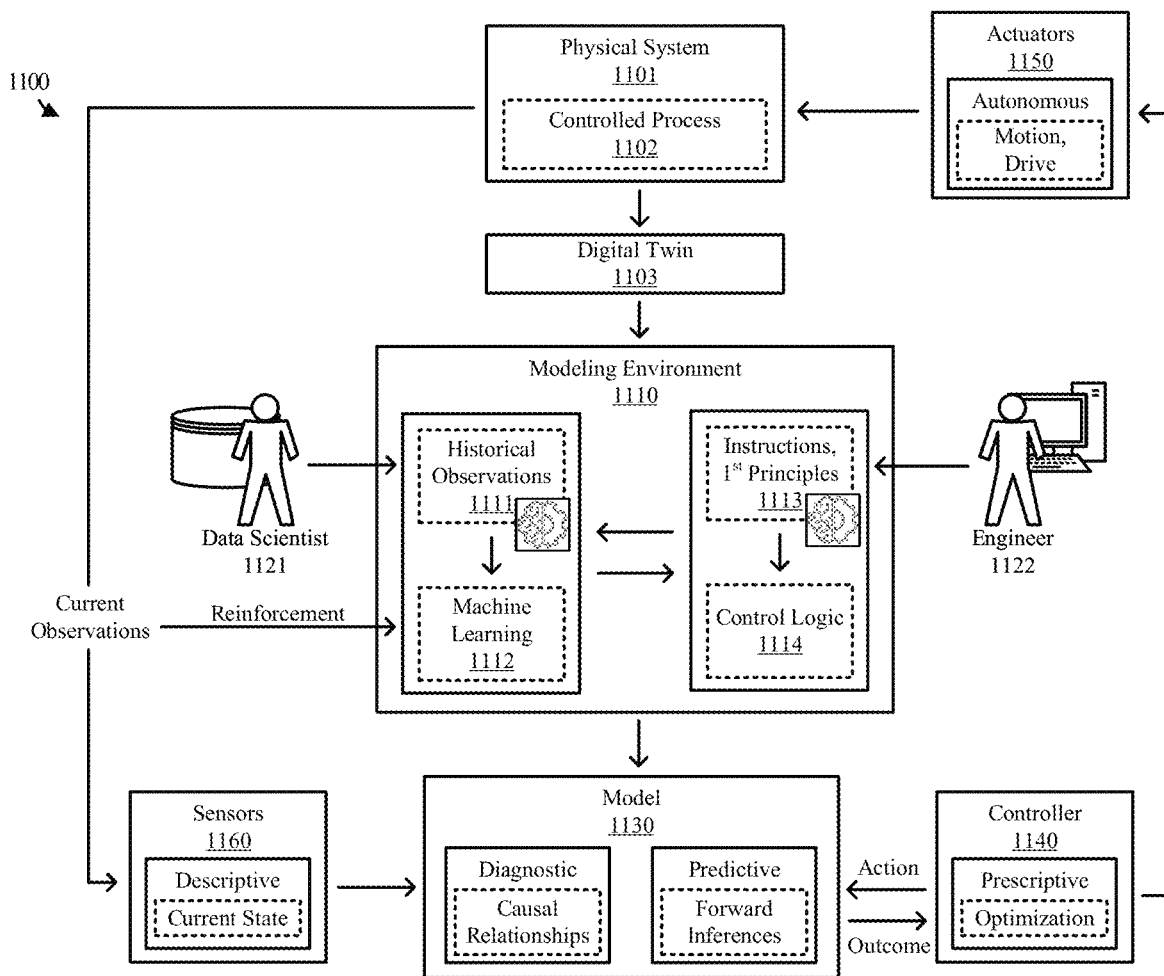 1100
Physical System
1101
Controlled Process
1102
Actuators
1150
Autonomous
Motion,
Drive
Digital Twin
1103
Modeling Environment
1110
Historical
Observations
1111
Machine
Learning
1112
Instructions,
1st Principles
1113
Control Logic
1114
Data Scientist
1121
Engineer
1122
Current
Observations
Reinforcement
Sensors
1160
Descriptive
Current State
Model
1130
Diagnostic
Causal
Relationships
Predictive
Forward
Inferences
Action
Outcome
Controller
1140
Prescriptive
Optimization